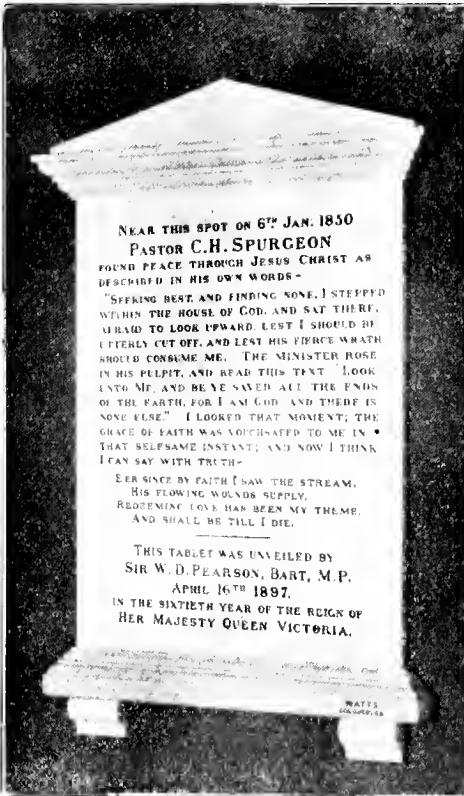 NEAR THIS SPOT ON 6TH JAN: 1850
PASTOR C.H. SPURGEON
FOUND PEACE THROUGH JESUS CHRIST AS
DESCRIBED IN HIS OWN WORDS-
"SEEKING REST, AND FINDING NONE, I STEPPED
WITHIN THE HOUSE OF GOD, AND SAT THERE,
AFRAID TO LOOK UPWARD, LEST I SHOULD BE
UTTERLY CUT OFF, AND LEST HIS FIERCE WRATH
SHOULD CONSUME ME. THE MINISTER ROSE
IN HIS PULPIT, AND READ THIS TEXT "LOOK
UNTO ME, AND BE YE SAVED ALL THE ENDS
OF THE EARTH, FOR I AM GOD AND THERE IS
NONE ELSE." I LOOKED THAT MOMENT; THE
GRACE OF FAITH WAS VOUCHSAFED TO ME IN
THAT SELFSAME INSTANT; AND NOW I THINK
I CAN SAY WITH TRUTH-
EER SINCE BY FAITH I SAW THE STREAM,
HIS FLOWING WOUNDS SUPPLY,
REDEEMING LOVE HAS BEEN MY THEME,
AND SHALL BE TILL I DIE.
THIS TABLET WAS UNVEILED BY
SIR W. D. PEARSON, BART, M.P.
APRIL 16TH 1897,
IN THE SIXTIETH YEAR OF THE REIGN OF
HER MAJESTY QUEEN VICTORIA.
WATTS